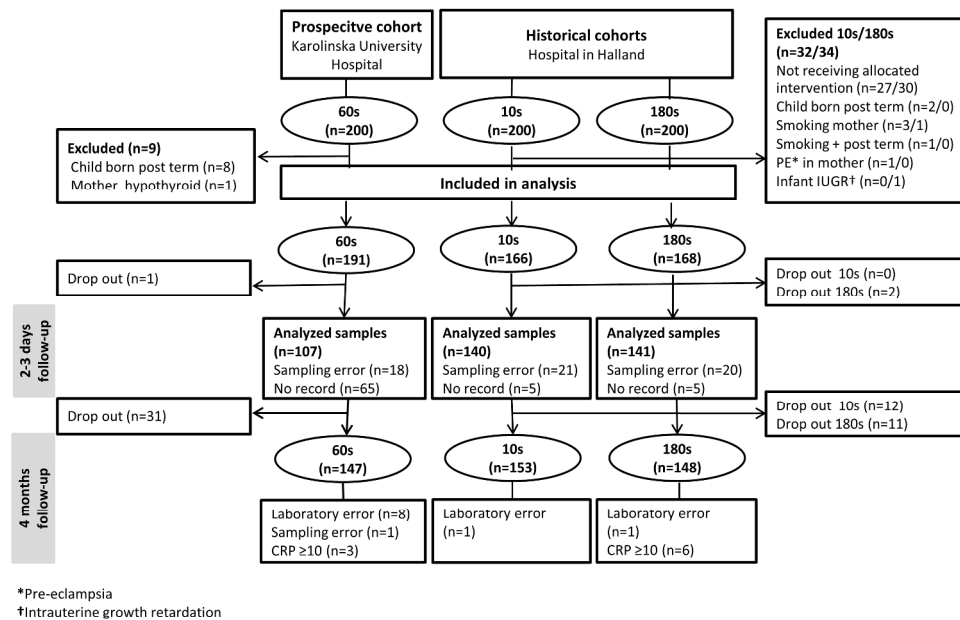 Prospecitve cohort
Karolinska University
Hospital
Historical cohorts
Hospital in Halland
Excluded 10s/180s
(n=32/34)
Not receiving allocated
intervention (n=27/30)
Child born post term (n=2/0)
Smoking mother (n=3/1)
Smoking + post term (n=1/0)
PE* in mother (n=1/0)
Infant IUGR† (n=0/1)
60s
(n=200)
10s
(n=200)
180s
(n=200)
Excluded (n=9)
Child born post term (n=8)
Mother hypothyroid (n=1)
Included in analysis
60s
(n=191)
10s
(n=166)
180s
(n=168)
Drop out (n=1)
Drop out 10s (n=0)
Drop out 180s (n=2)
2-3 days
follow-up
Analyzed samples
(n=107)
Sampling error (n=18)
No record (n=65)
Analyzed samples
(n=140)
Sampling error (n=21)
No record (n=5)
Analyzed samples
(n=141)
Sampling error (n=20)
No record (n=5)
Drop out (n=31)
Drop out 10s (n=12)
Drop out 180s (n=11)
4 months
follow-up
60s
(n=147)
10s
(n=153)
180s
(n=148)
Laboratory error (n=8)
Sampling error (n=1)
CRP ≥10 (n=3)
Laboratory error
(n=1)
Laboratory error
(n=1)
CRP ≥10 (n=6)
*Pre-eclampsia
†Intrauterine growth retardation